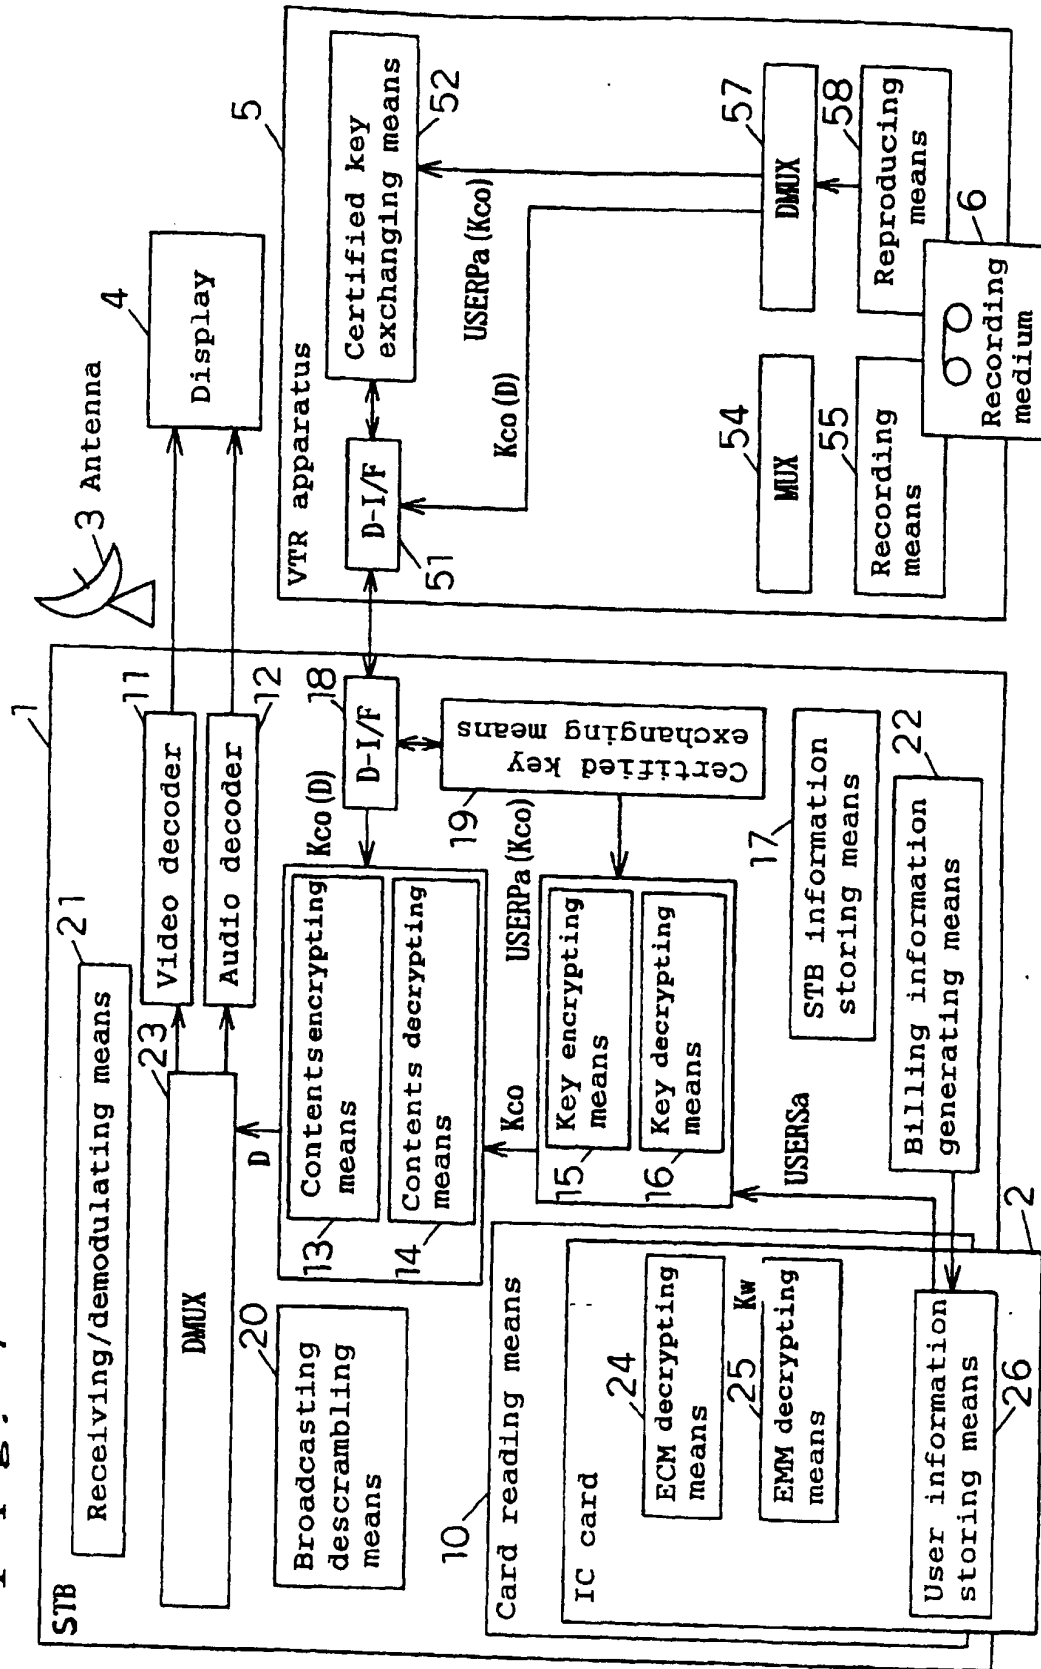 STB
1
Receiving/demodulating means
21
DMUX
23
Video decoder
11
Audio decoder
12
3 Antenna
Display
4
Broadcasting
descrambling
means
20
D
Contents encrypting
means
13
Contents decrypting
means
14
Kco(D)
D-I/F
18
Certified key
exchanging means
19
Kco
USERPa(Kco)
Key encrypting
means
15
Key decrypting
means
16
USERSa
STB information
storing means
17
Billing information
generating means
22
Card reading means
10
IC card
2
ECM decrypting
means
24
Kw
EMM decrypting
means
25
User information
storing means
26
VTR apparatus
5
D-I/F
51
Certified key
exchanging means
52
USERPa(Kco)
Kco(D)
MUX
54
DMUX
57
Recording
means
55
Reproducing
means
58
Recording
medium
6